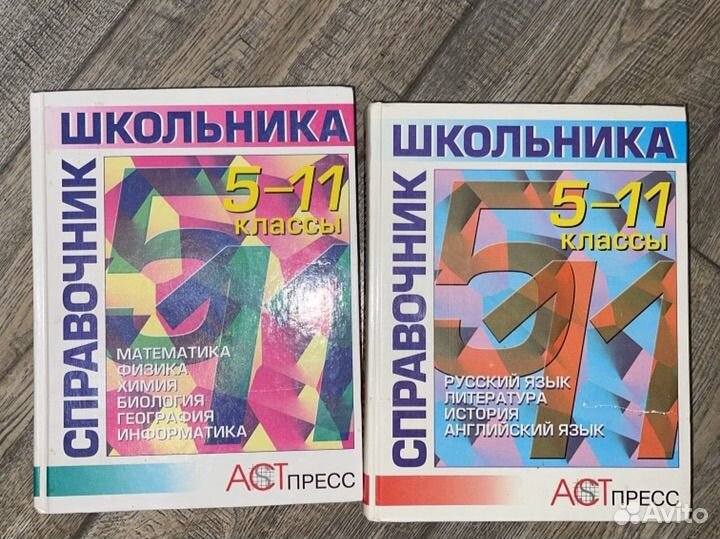 СПРАВОЧНИК
ШКОЛЬНИКА
5–11
классы
МАТЕМАТИКА
ФИЗИКА
ХИМИЯ
БИОЛОГИЯ
ГЕОГРАФИЯ
ИНФОРМАТИКА
АСТ ПРЕСС
СПРАВОЧНИК
ШКОЛЬНИКА
5–11
классы
РУССКИЙ ЯЗЫК
ЛИТЕРАТУРА
ИСТОРИЯ
АНГЛИЙСКИЙ ЯЗЫК
АСТ ПРЕСС
Avito